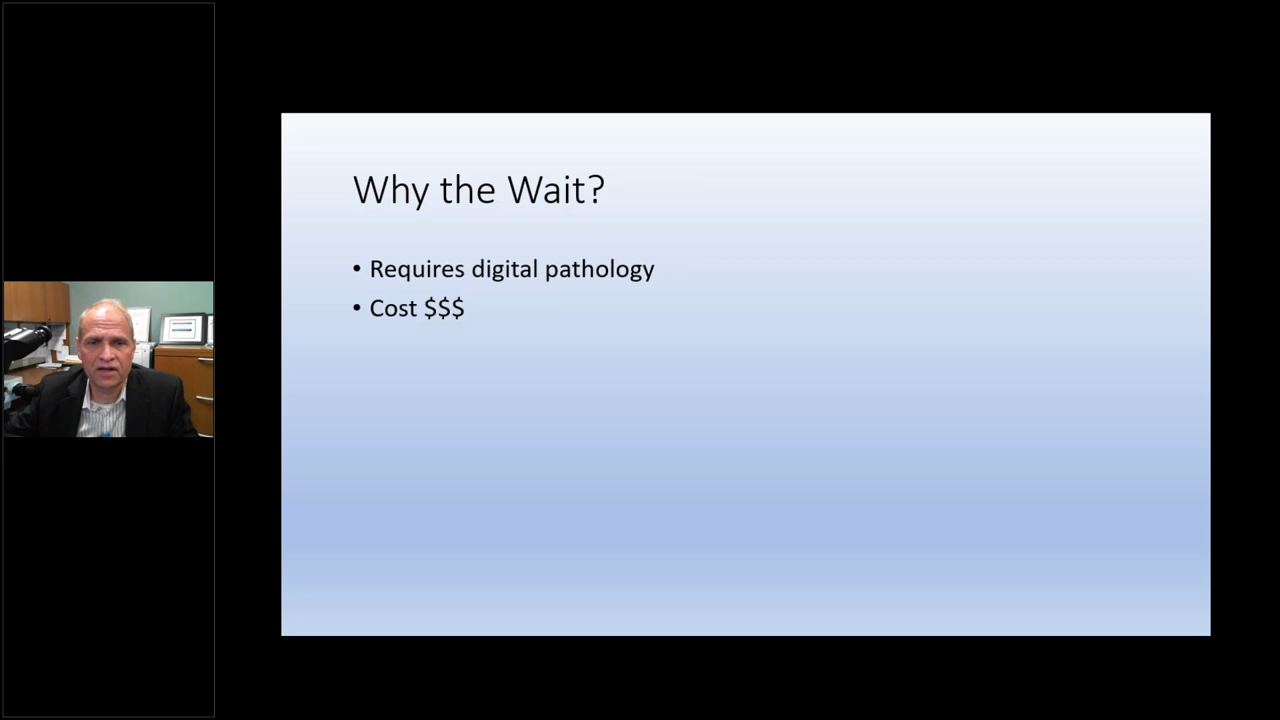 Why the Wait?
• Requires digital pathology
• Cost $$$